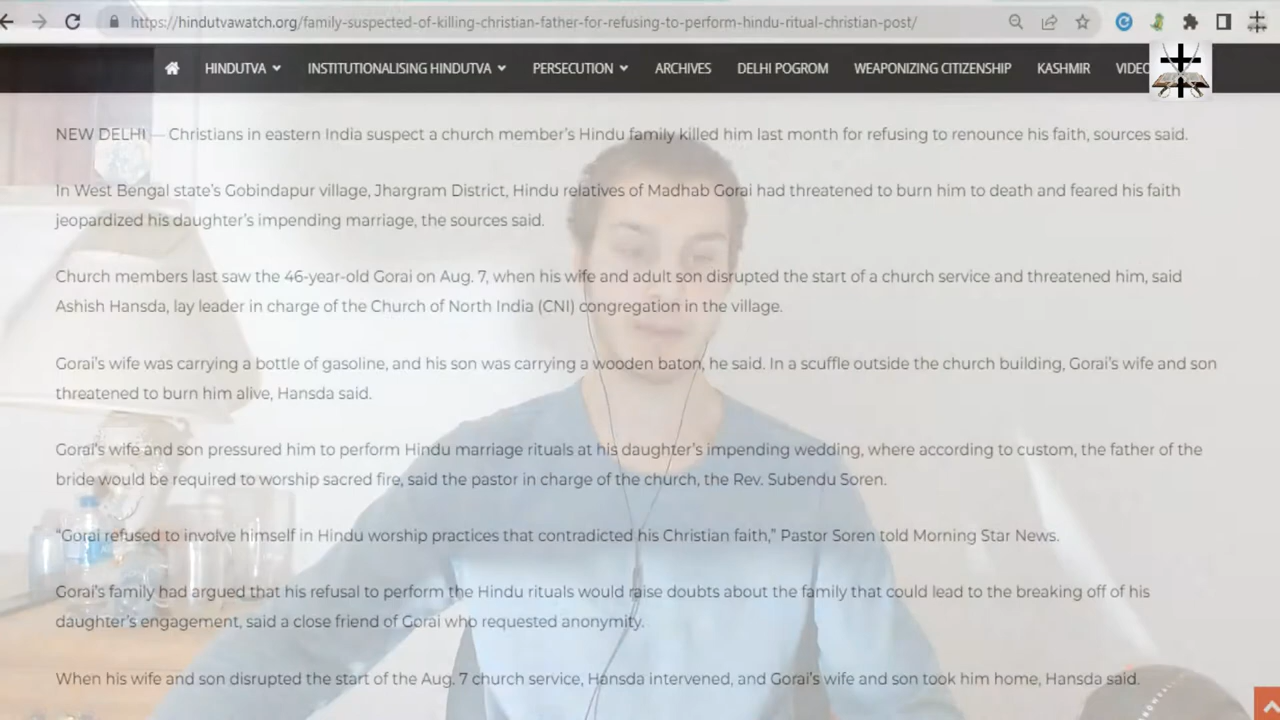 https://hindutvawatch.org/family-suspected-of-killing-christian-father-for-refusing-to-perform-hindu-ritual-christian-post/
HINDUTVA INSTITUTIONALISING HINDUTVA PERSECUTION ARCHIVES DELHI POGROM WEAPONIZING CITIZENSHIP KASHMIR VIDEO
NEW DELHI — Christians in eastern India suspect a church member’s Hindu family killed him last month for refusing to renounce his faith, sources said.
In West Bengal state’s Gobindapur village, Jhargram District, Hindu relatives of Madhab Gorai had threatened to burn him to death and feared his faith
jeopardized his daughter’s impending marriage, the sources said.
Church members last saw the 46-year-old Gorai on Aug. 7, when his wife and adult son disrupted the start of a church service and threatened him, said
Ashish Hansda, lay leader in charge of the Church of North India (CNI) congregation in the village.
Gorai’s wife was carrying a bottle of gasoline, and his son was carrying a wooden baton, he said. In a scuffle outside the church building, Gorai’s wife and son
threatened to burn him alive, Hansda said.
Gorai’s wife and son pressured him to perform Hindu marriage rituals at his daughter’s impending wedding, where according to custom, the father of the
bride would be required to worship sacred fire, said the pastor in charge of the church, the Rev. Subendu Soren.
“Gorai refused to involve himself in Hindu worship practices that contradicted his Christian faith,” Pastor Soren told Morning Star News.
Gorai’s family had argued that his refusal to perform the Hindu rituals would raise doubts about the family that could lead to the breaking off of his
daughter’s engagement, said a close friend of Gorai who requested anonymity.
When his wife and son disrupted the start of the Aug. 7 church service, Hansda intervened, and Gorai’s wife and son took him home, Hansda said.